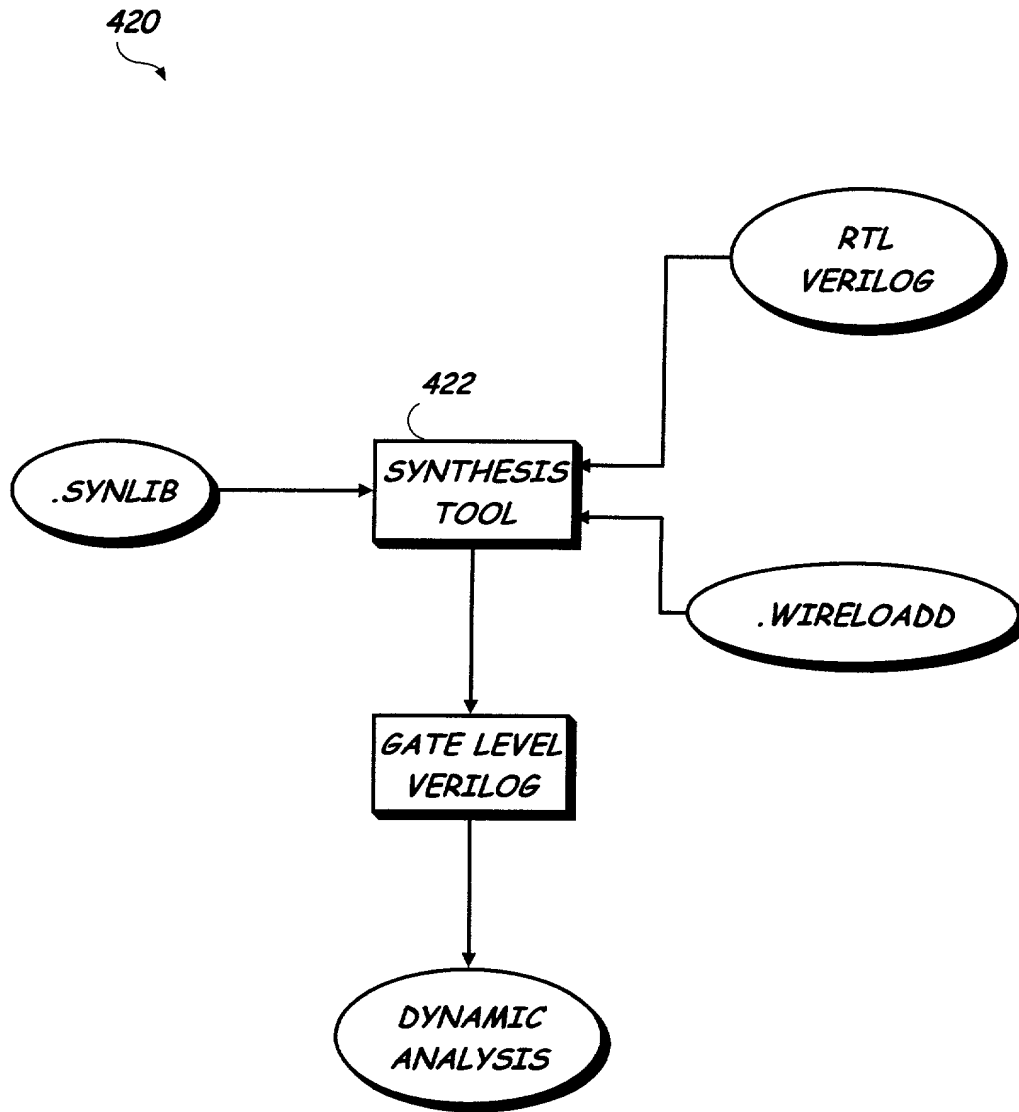 420
RTL
VERILOG
422
.SYNLIB
SYNTHESIS
TOOL
.WIRELOADD
GATE LEVEL
VERILOG
DYNAMIC
ANALYSIS